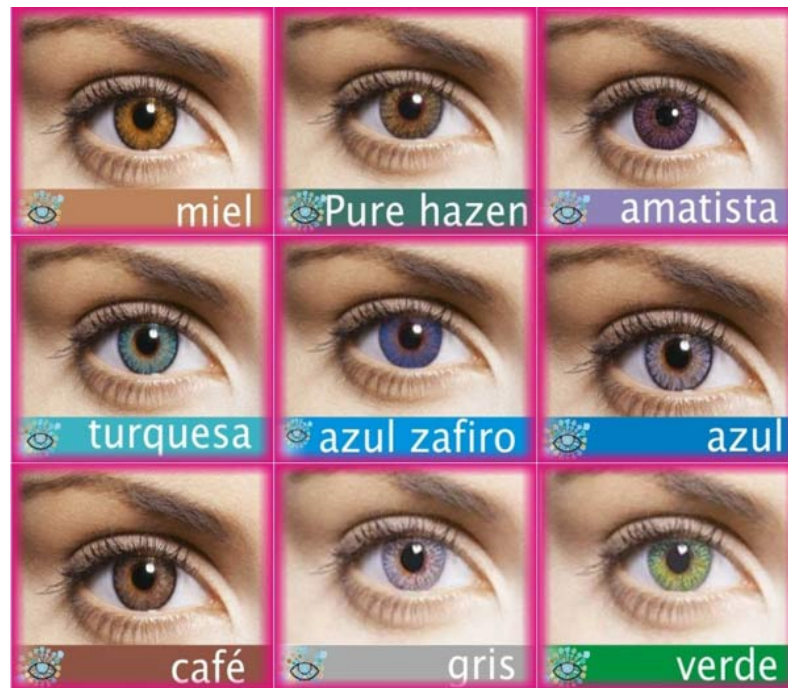 miel
Pure hazen
amatista
turquesa
azul zafiro
azul
café
gris
verde